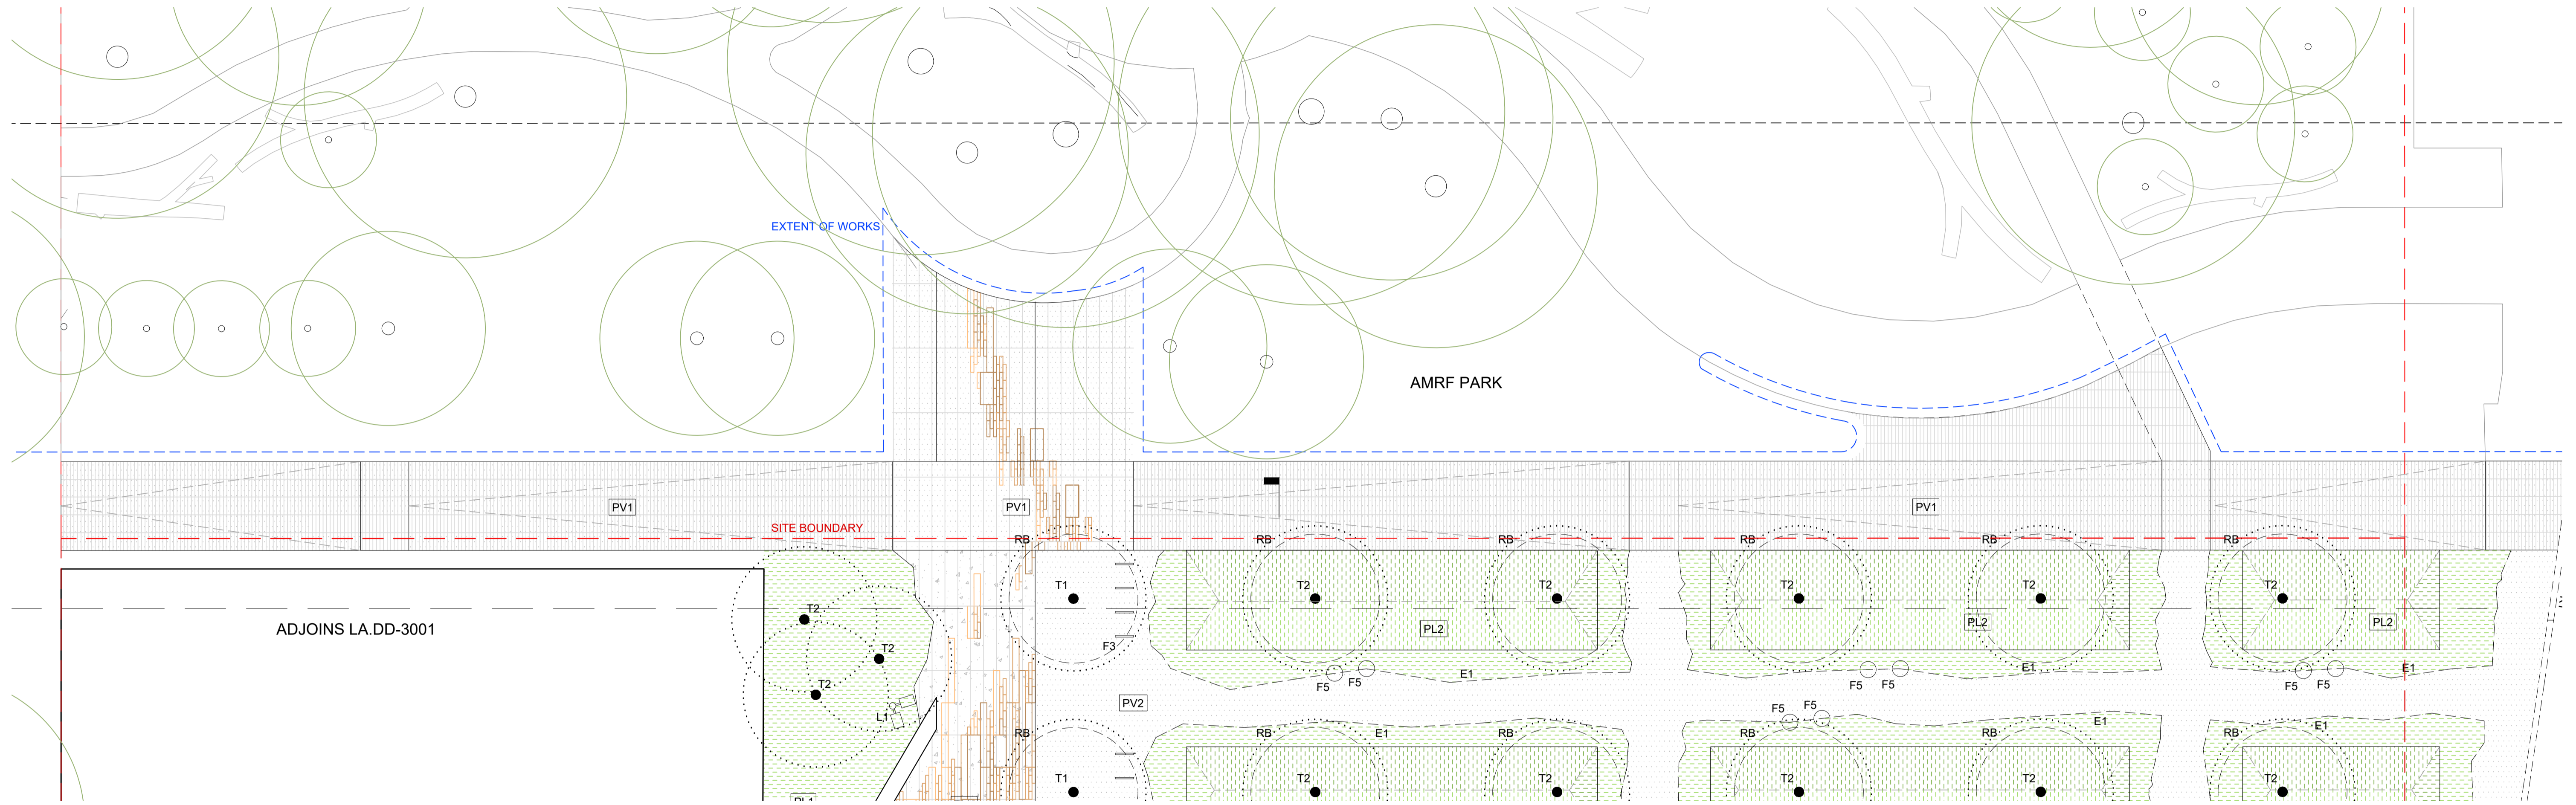 EXTENT OF WORKS
AMRF PARK
PV1
PV1
PV1
SITE BOUNDARY
RB
RB
RB
RB
RB
RB
T1
T2
T2
T2
T2
T2
T2
ADJOINS LA.DD-3001
PL2
PL2
PL2
F3
T2
T2
E1
E1
E1
F5
F5
F5
F5
F5
F5
L1
PV2
F5
F5
E1
E1
E1
RB
RB
RB
RB
RB
RB
T1
T2
T2
T2
T2
T2
PL1